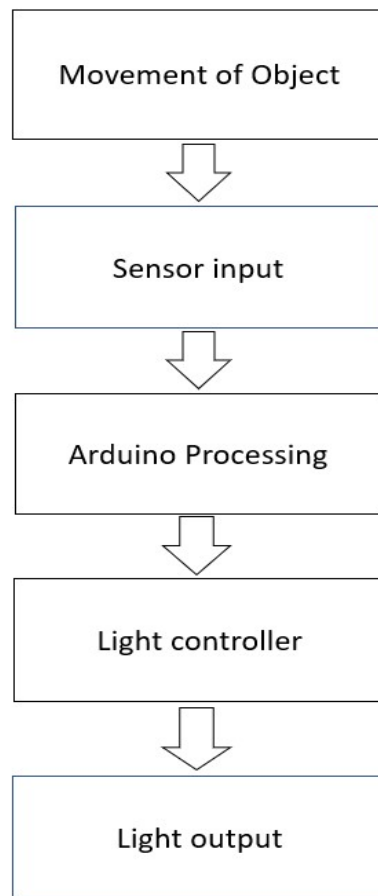 Movement of Object
Sensor input
Arduino Processing
Light controller
Light output